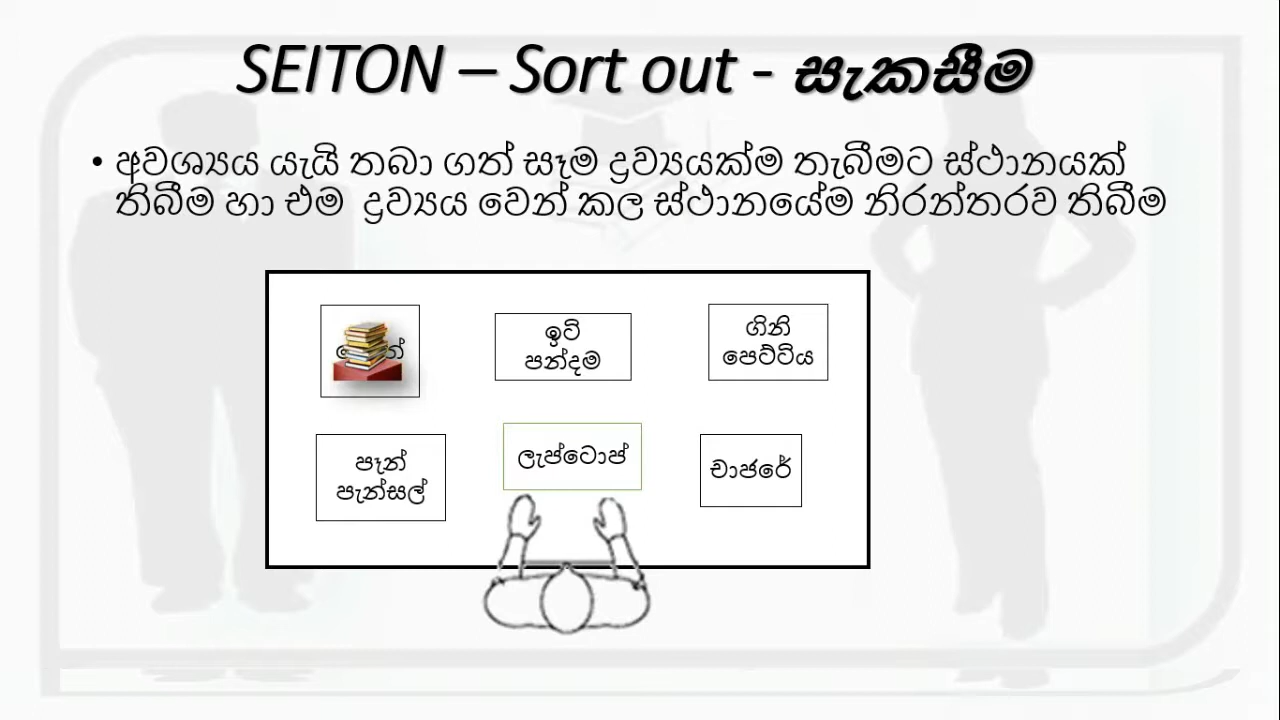 SEITON – Sort out - සැකසීම
• අවශ්‍යය යැයි තබා ගත් සෑම ද්‍රව්‍යයක්ම තැබීමට ස්ථානයක්
තිබීම හා එම ද්‍රව්‍යය වෙන් කල ස්ථානයේම නිරන්තරව තිබීම
ඉටි
පන්දම
ගිනි
පෙට්ටිය
පෑන්
පැන්සල්
ලැප්ටොප්
චාජරේ